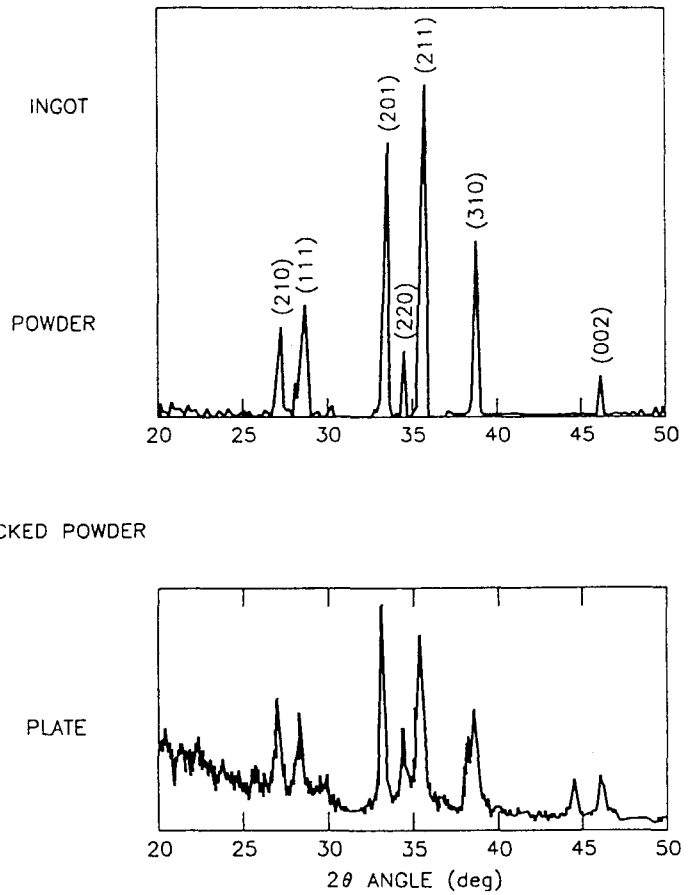 INGOT
POWDER
(210)
(111)
(201)
(220)
(211)
(310)
(002)
20 25 30 35 40 45 50
CKED POWDER
PLATE
20 25 30 35 40 45 50
2θ ANGLE (deg)